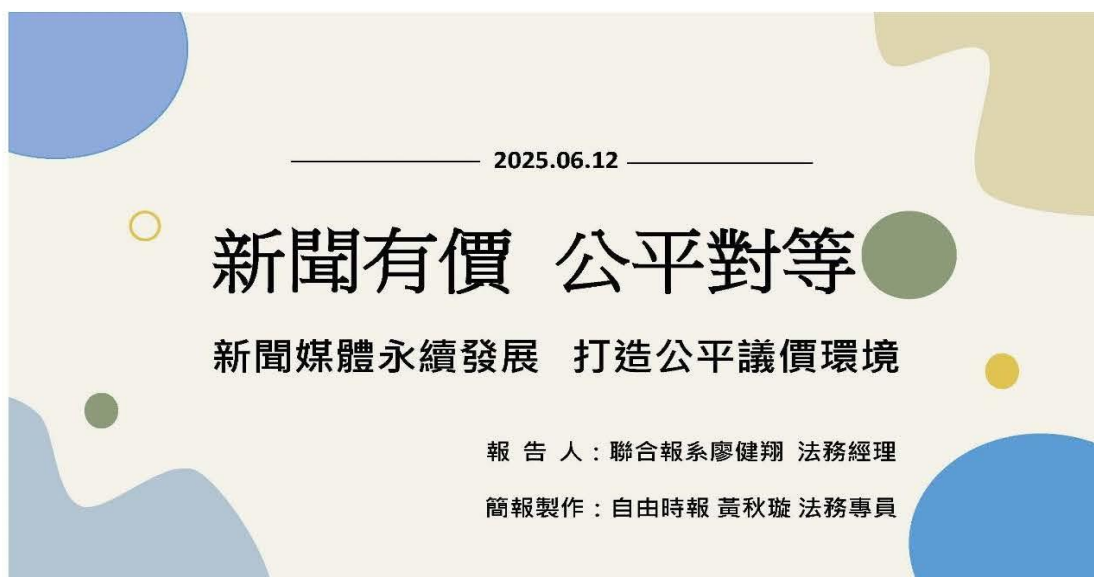 2025.06.12
新聞有價 公平對等
新聞媒體永續發展 打造公平議價環境
報告人：聯合報系廖健翔 法務經理
簡報製作：自由時報 黃秋璇 法務專員